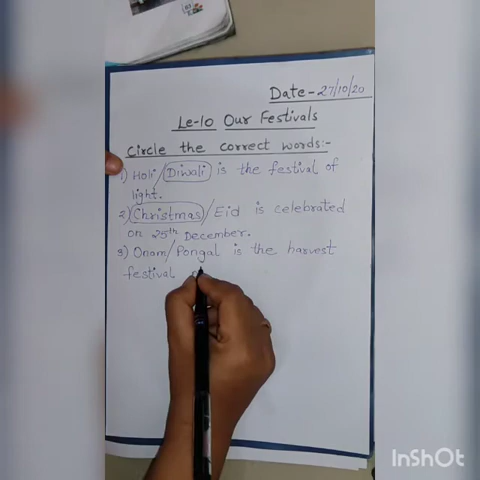 Date-27/10/20
Le-10 Our Festivals
Circle the correct words:-
1) Holi/Diwali is the festival of
light.
2) Christmas/Eid is celebrated
on 25th December.
3) Onam/Pongal is the harvest
festival
InShOt